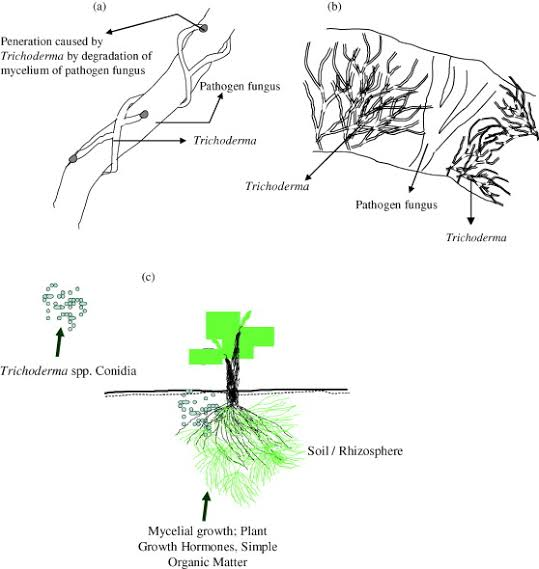 (a)
Peneration caused by
Trichoderma by degradation of
mycelium of pathogen fungus
Pathogen fungus
Trichoderma
(b)
Trichoderma
Pathogen fungus
Trichoderma
(c)
Trichoderma spp. Conidia
Soil / Rhizosphere
Mycelial growth; Plant
Growth Hormones, Simple
Organic Matter